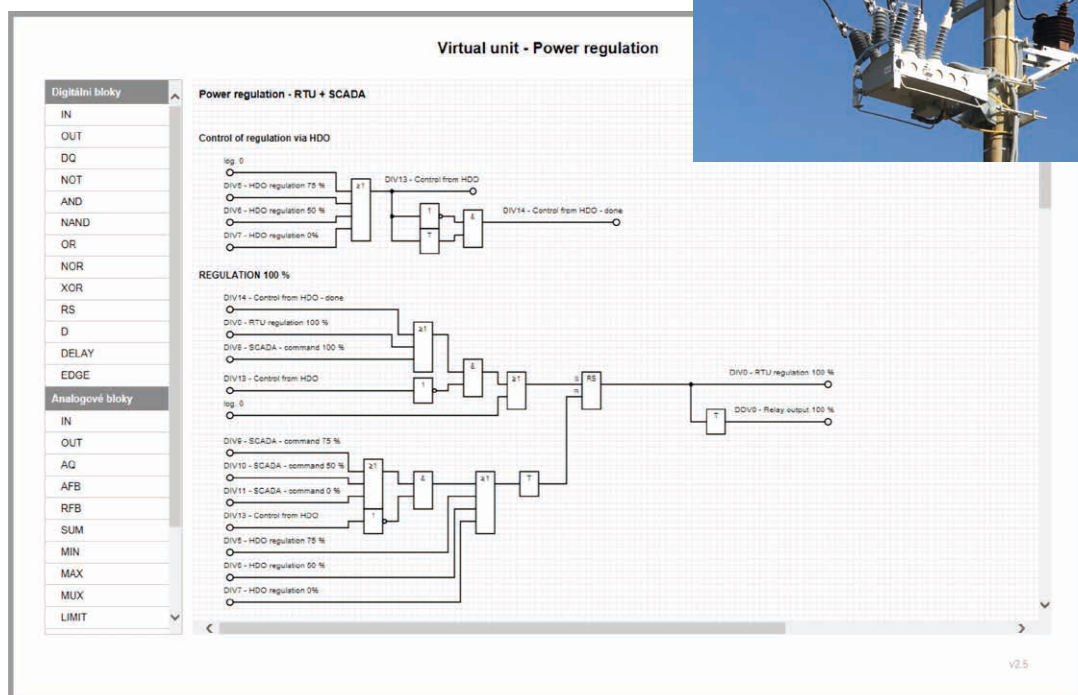 Virtual unit - Power regulation
Digitální bloky
IN
OUT
DQ
NOT
AND
NAND
OR
NOR
XOR
RS
D
DELAY
EDGE
Analogové bloky
IN
OUT
AQ
AFB
RFB
SUM
MIN
MAX
MUX
LIMIT
Power regulation - RTU + SCADA
Control of regulation via HDO
log. 0
DIV5 - HDO regulation 75 %
DIV6 - HDO regulation 50 %
DIV7 - HDO regulation 0%
≥1
DIV13 - Control from HDO
1
T
&
DIV14 - Control from HDO - done
REGULATION 100 %
DIV14 - Control from HDO - done
DIV0 - RTU regulation 100 %
DIV8 - SCADA - command 100 %
≥1
DIV13 - Control from HDO
1
&
log. 0
≥1
S
R
RS
DIV0 - RTU regulation 100 %
T
DOV0 - Relay output 100 %
DIV9 - SCADA - command 75 %
DIV10 - SCADA - command 50 %
DIV11 - SCADA - command 0 %
≥1
DIV13 - Control from HDO
1
&
≥1
T
DIV5 - HDO regulation 75 %
DIV6 - HDO regulation 50 %
DIV7 - HDO regulation 0%
v2.5